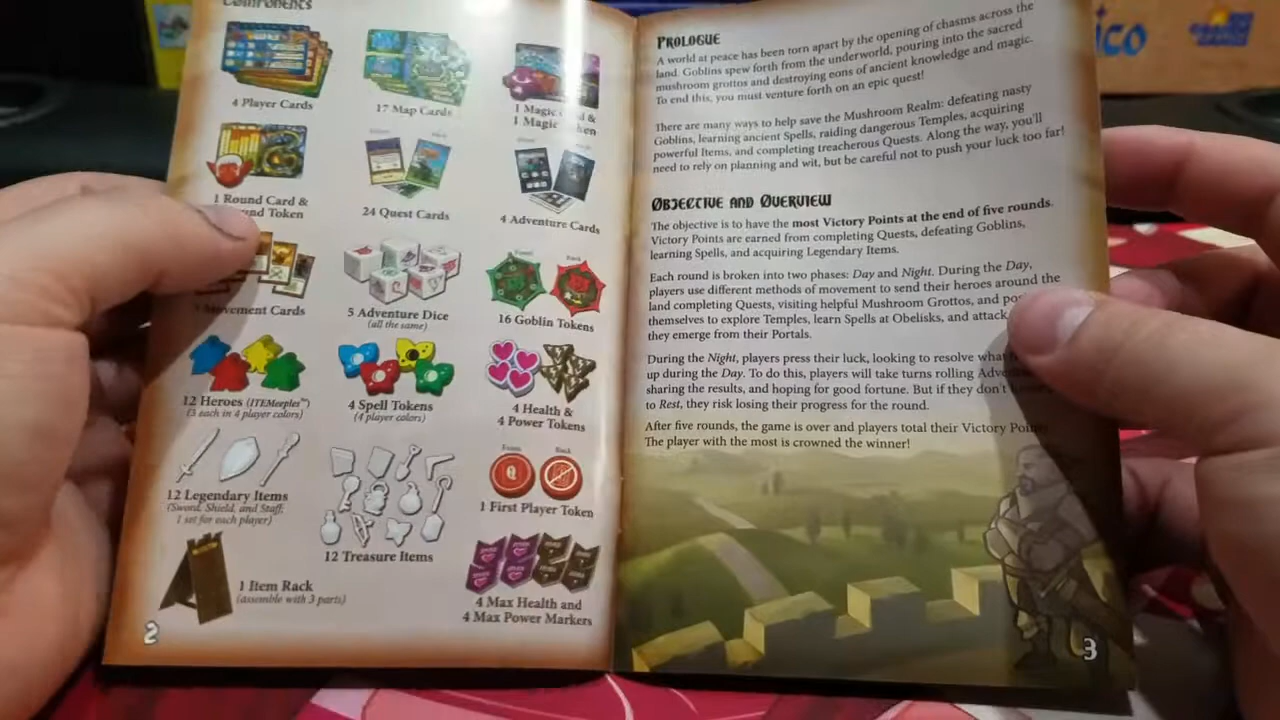 Components
4 Player Cards
17 Map Cards
1 Magic &
1 Magic
1 Round Card &
Token
24 Quest Cards
4 Adventure Cards
Movement Cards
5 Adventure Dice
(all the same)
Front
Back
16 Goblin Tokens
12 Heroes (ITEMeeples™)
(3 each in 4 player colors)
4 Spell Tokens
(4 player colors)
4 Health &
4 Power Tokens
12 Legendary Items
(Sword, Shield, and Staff;
1 set for each player)
12 Treasure Items
Front
Back
1 First Player Token
1 Item Rack
(assemble with 3 parts)
4 Max Health and
4 Max Power Markers
2
Prologue
A world at peace has been torn apart by the opening of chasms across the
land. Goblins spew forth from the underworld, pouring into the sacred
mushroom grottos and destroying eons of ancient knowledge and magic.
To end this, you must venture forth on an epic quest!
There are many ways to help save the Mushroom Realm: defeating nasty
Goblins, learning ancient Spells, raiding dangerous Temples, acquiring
powerful Items, and completing treacherous Quests. Along the way, you'll
need to rely on planning and wit, but be careful not to push your luck too far!
Objective and Overview
The objective is to have the most Victory Points at the end of five rounds.
Victory Points are earned from completing Quests, defeating Goblins,
learning Spells, and acquiring Legendary Items.
Each round is broken into two phases: Day and Night. During the Day,
players use different methods of movement to send their heroes around the
land completing Quests, visiting helpful Mushroom Grottos, and
themselves to explore Temples, learn Spells at Obelisks, and attack
they emerge from their Portals.
During the Night, players press their luck, looking to resolve
up during the Day. To do this, players will take turns rolling
sharing the results, and hoping for good fortune. But if they don't
to Rest, they risk losing their progress for the round.
After five rounds, the game is over and players total their Victory
The player with the most is crowned the winner!
3
ico